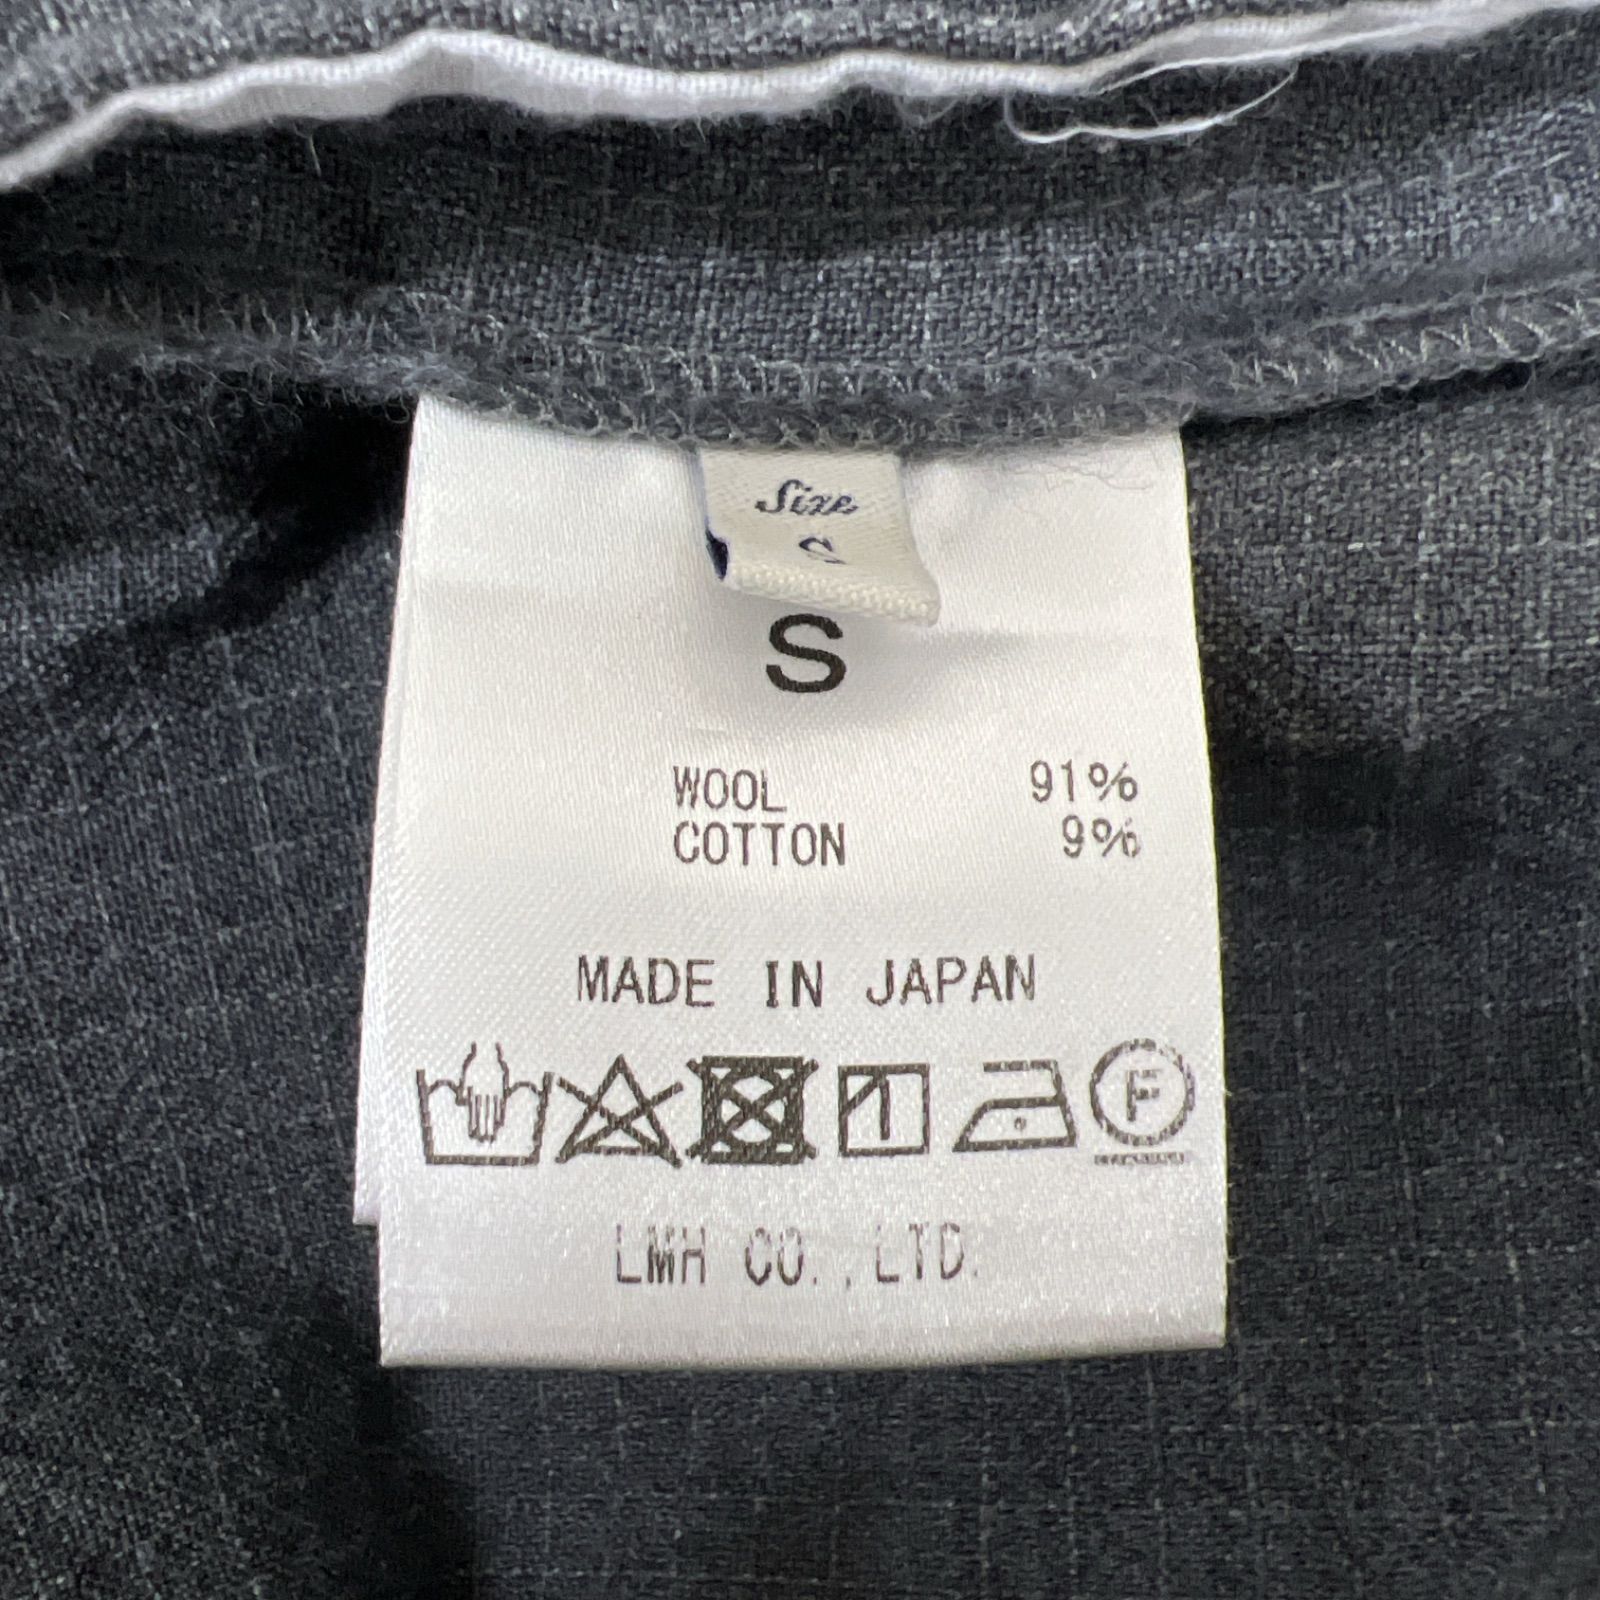 Size
S
S
WOOL 91%
COTTON 9%
MADE IN JAPAN
F
LMH CO.,LTD.